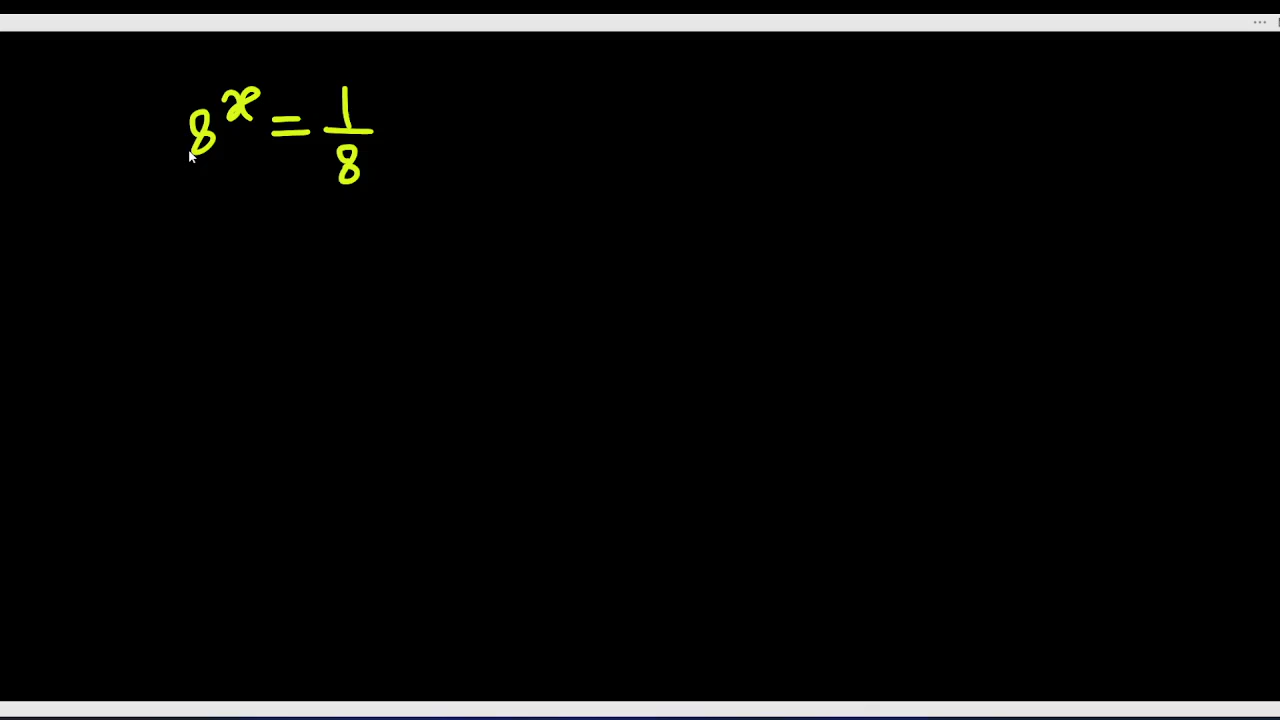 8^x = 1/8